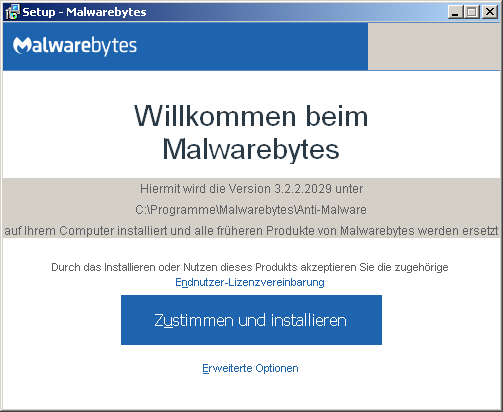 Setup - Malwarebytes
Malwarebytes
Willkommen beim
Malwarebytes
Hiermit wird die Version 3.2.2.2029 unter
C:\Programme\Malwarebytes\Anti-Malware
auf Ihrem Computer installiert und alle früheren Produkte von Malwarebytes werden ersetzt
Durch das Installieren oder Nutzen dieses Produkts akzeptieren Sie die zugehörige
Endnutzer-Lizenzvereinbarung
Zustimmen und installieren
Erweiterte Optionen